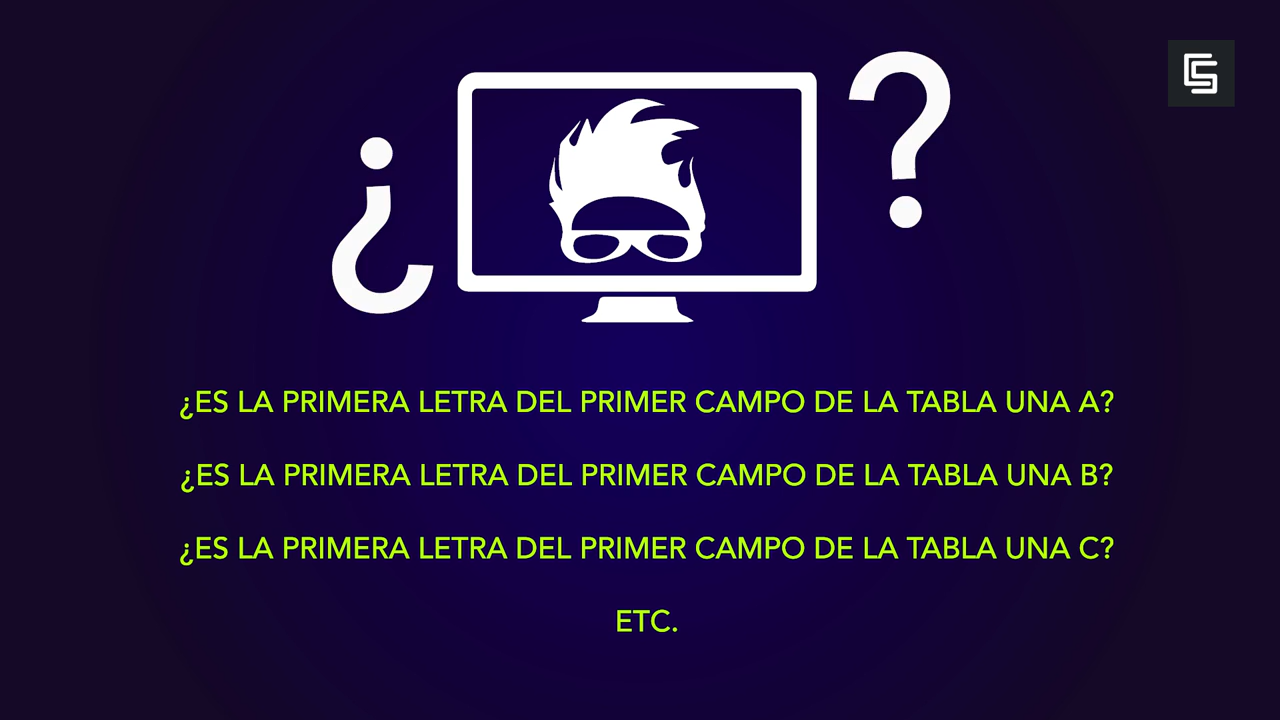 ¿ ?
¿ES LA PRIMERA LETRA DEL PRIMER CAMPO DE LA TABLA UNA A?
¿ES LA PRIMERA LETRA DEL PRIMER CAMPO DE LA TABLA UNA B?
¿ES LA PRIMERA LETRA DEL PRIMER CAMPO DE LA TABLA UNA C?
ETC.